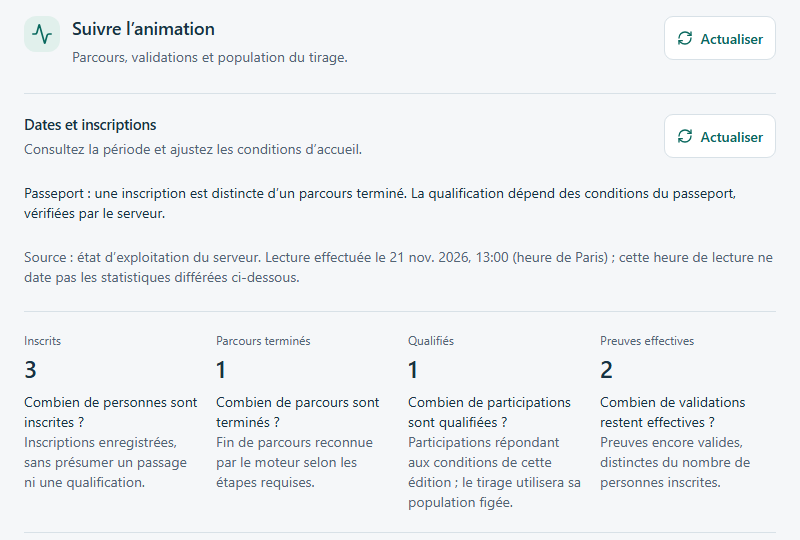 Suivre l’animation
Actualiser
Parcours, validations et population du tirage.
Dates et inscriptions
Actualiser
Consultez la période et ajustez les conditions d’accueil.
Passeport : une inscription est distincte d’un parcours terminé. La qualification dépend des conditions du passeport,
vérifiées par le serveur.
Source : état d’exploitation du serveur. Lecture effectuée le 21 nov. 2026, 13:00 (heure de Paris) ; cette heure de lecture ne
date pas les statistiques différées ci-dessous.
Inscrits
3
Combien de personnes sont
inscrites ?
Inscriptions enregistrées,
sans présumer un passage
ni une qualification.
Parcours terminés
1
Combien de parcours sont
terminés ?
Fin de parcours reconnue
par le moteur selon les
étapes requises.
Qualifiés
1
Combien de participations
sont qualifiées ?
Participations répondant
aux conditions de cette
édition ; le tirage utilisera sa
population figée.
Preuves effectives
2
Combien de validations
restent effectives ?
Preuves encore valides,
distinctes du nombre de
personnes inscrites.